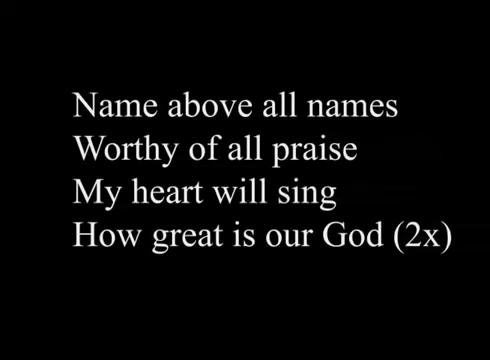 Name above all names
Worthy of all praise
My heart will sing
How great is our God (2x)